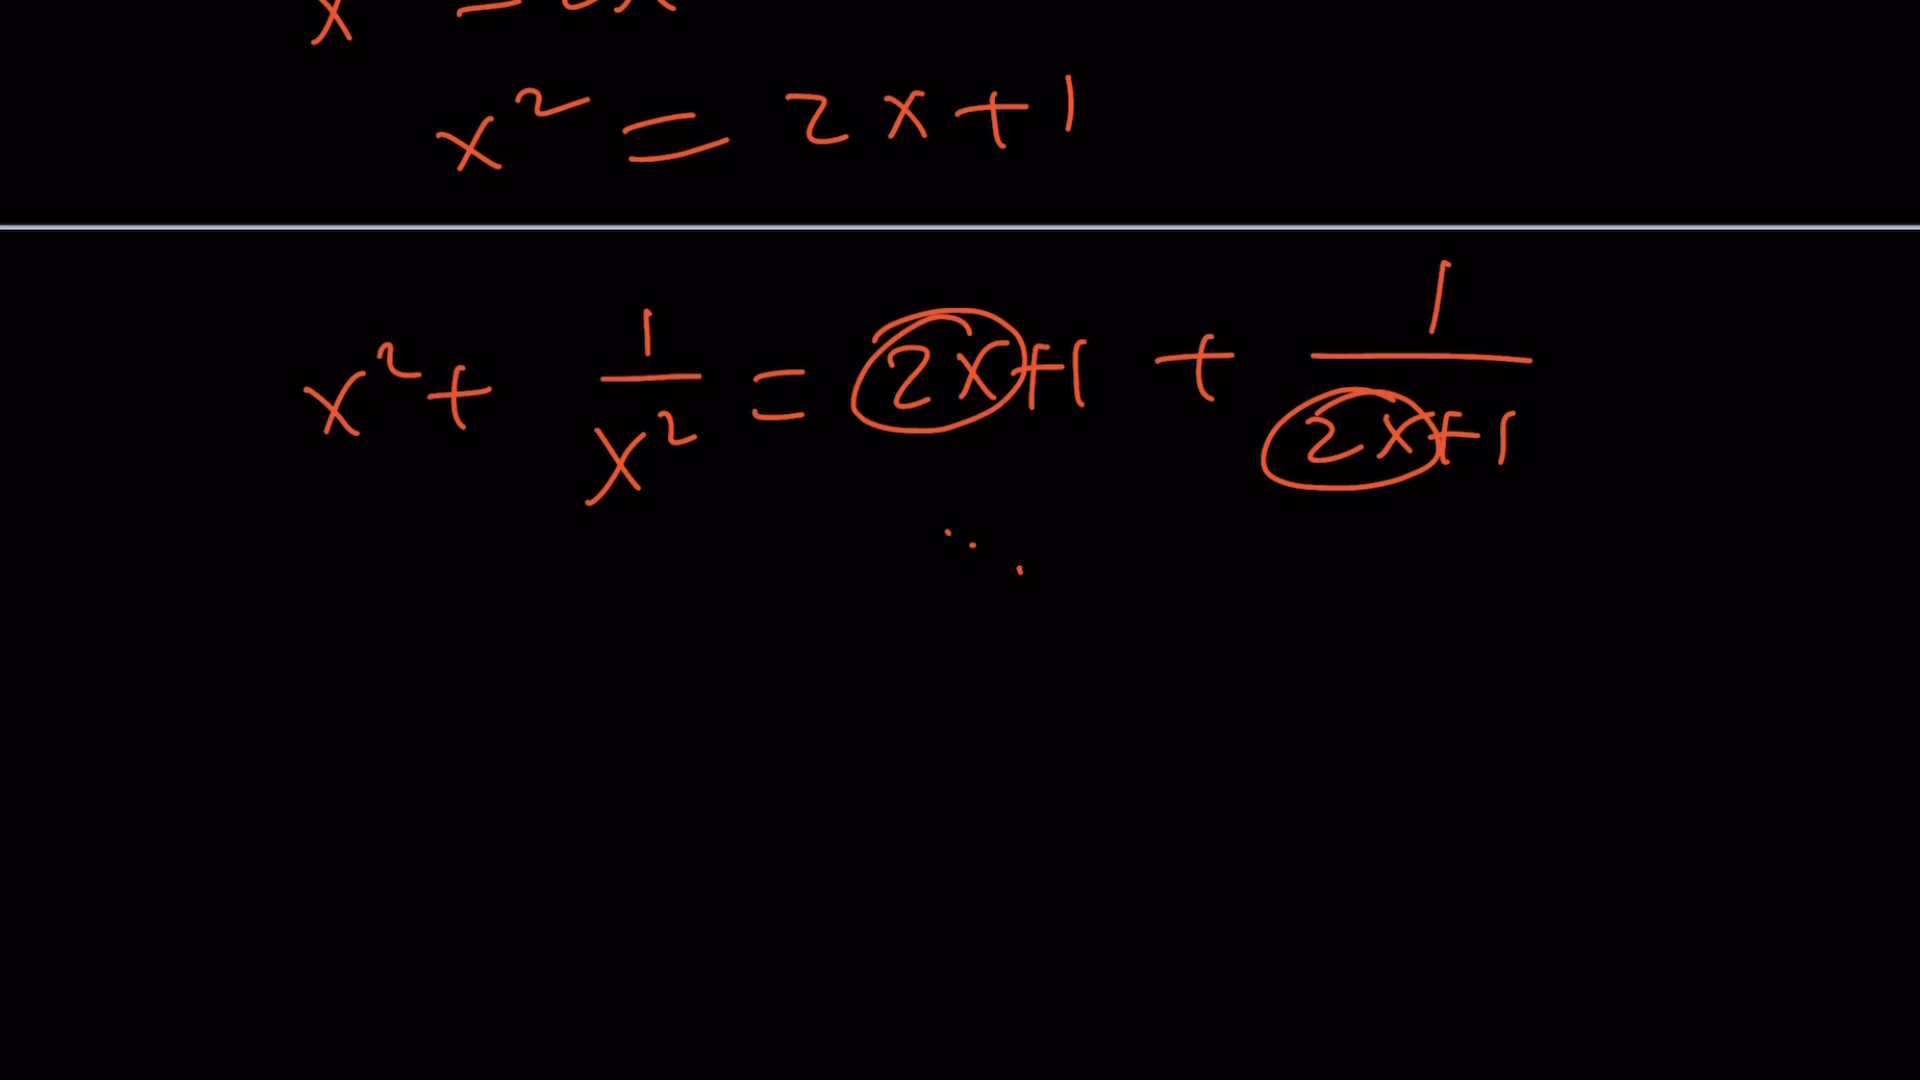 x² = 2x+1
x² + 1/x² = 2x+1 + 1/2x+1